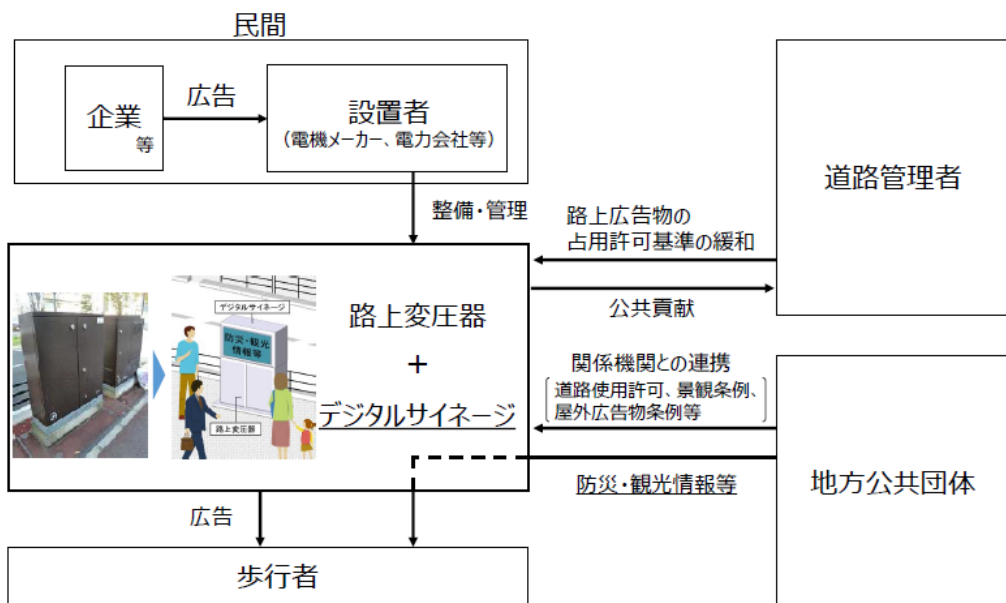 民間
企業
等
広告
設置者
（電機メーカー、電力会社等）
整備・管理
道路管理者
路上広告物の
占用許可基準の緩和
公共貢献
デジタルサイネージ
防災・観光
情報等
路上変圧器
路上変圧器
+
デジタルサイネージ
関係機関との連携
道路使用許可、景観条例、
屋外広告物条例等
防災・観光情報等
地方公共団体
広告
歩行者